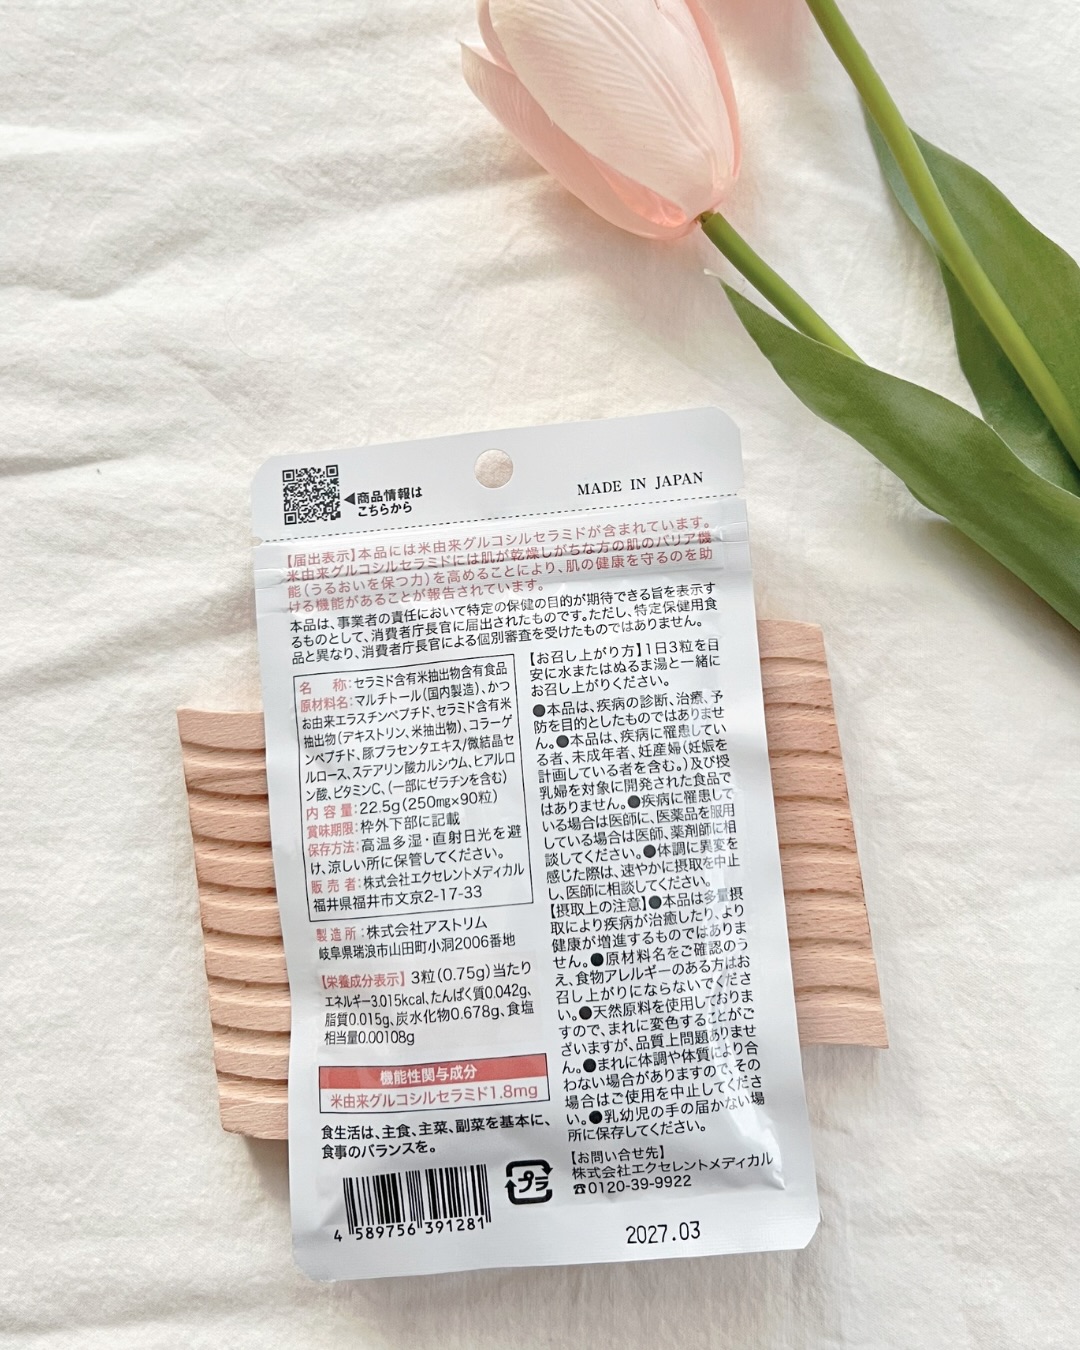 ◀商品情報は
こちらから
MADE IN JAPAN
【届出表示】本品には米由来グルコシルセラミドが含まれています。
米由来グルコシルセラミドには肌が乾燥しがちな方の肌のバリア機
能(うるおいを保つ力)を高めることにより、肌の健康を守るのを助
ける機能があることが報告されています。
本品は、事業者の責任において特定の保健の目的が期待できる旨を表示す
るものとして、消費者庁長官に届出されたものです。ただし、特定保健用食
品と異なり、消費者庁長官による個別審査を受けたものではありません。
名　称:セラミド含有米抽出物含有食品
原材料名:マルチトール(国内製造)、かつ
お由来エラスチンペプチド、セラミド含有米
抽出物(デキストリン、米抽出物)、コラーゲ
ンペプチド、豚プラセンタエキス/微結晶セ
ルロース、ステアリン酸カルシウム、ヒアルロ
ン酸、ビタミンC、(一部にゼラチンを含む)
内容量:22.5g(250mg×90粒)
賞味期限:枠外下部に記載
保存方法:高温多湿・直射日光を避
け、涼しい所に保管してください。
販売者:株式会社エクセレントメディカル
福井県福井市文京2-17-33
製造所:株式会社アストリム
岐阜県瑞浪市山田町小洞2006番地
【栄養成分表示】3粒(0.75g)当たり
エネルギー3.015kcal、たんぱく質0.042g、
脂質0.015g、炭水化物0.678g、食塩
相当量0.00108g
機能性関与成分
米由来グルコシルセラミド1.8mg
食生活は、主食、主菜、副菜を基本に、
食事のバランスを。
4 589756 391281
プラ
【お召し上がり方】1日3粒を目
安に水またはぬるま湯と一緒に
お召し上がりください。
●本品は、疾病の診断、治療、予
防を目的としたものではありませ
ん。●本品は、疾病に罹患してい
る者、未成年者、妊産婦(妊娠を
計画している者を含む。)及び授
乳婦を対象に開発された食品で
はありません。●疾病に罹患して
いる場合は医師に、医薬品を服用
している場合は医師、薬剤師に相
談してください。●体調に異変を
感じた際は、速やかに摂取を中止
し、医師に相談してください。
【摂取上の注意】●本品は多量摂
取により疾病が治癒したり、より
健康が増進するものではありま
せん。●原材料名をご確認のう
え、食物アレルギーのある方はお
召し上がりにならないでくださ
い。●天然原料を使用しておりま
すので、まれに変色することがご
ざいますが、品質上問題ありませ
ん。●まれに体調や体質により合
わない場合がありますので、その
場合はご使用を中止してくださ
い。●乳幼児の手の届かない場
所に保存してください。
【お問い合せ先】
株式会社エクセレントメディカル
☎0120-39-9922
2027.03